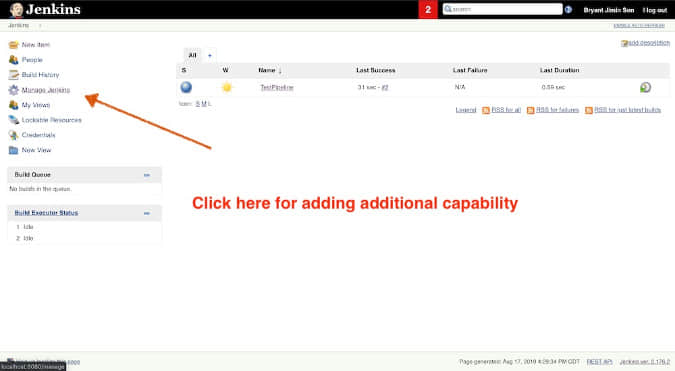 Jenkins
2
search
Bryant Jimin Son
log out
Jenkins
ENABLE AUTO REFRESH
New Item
People
Build History
Manage Jenkins
My Views
Lockable Resources
Credentials
New View
add description
All +
S W Name ↓ Last Success Last Failure Last Duration
TestPipeline 31 sec - #2 N/A 0.59 sec
Icon: S M L
Legend RSS for all RSS for failures RSS for just latest builds
Build Queue
No builds in the queue.
Build Executor Status
1 Idle
2 Idle
Click here for adding additional capability
Page generated: Aug 17, 2019 4:29:34 PM CDT REST API Jenkins ver. 2.176.2
localhost:8080/manage